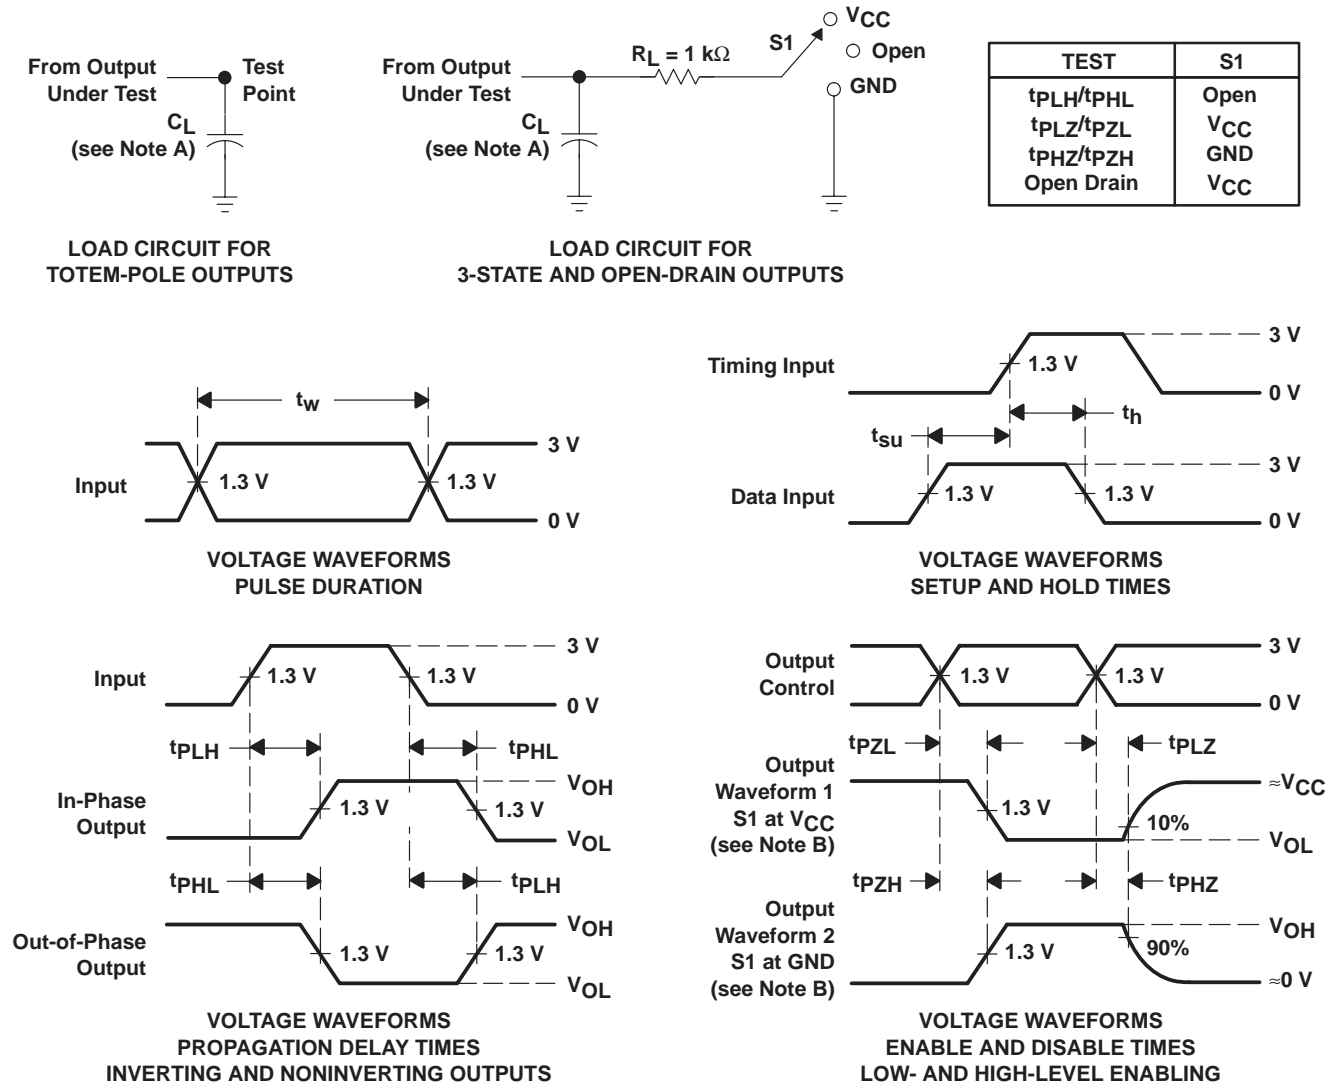 From Output
Under Test
Test
Point
CL
(see Note A)
LOAD CIRCUIT FOR
TOTEM-POLE OUTPUTS
From Output
Under Test
RL = 1 kΩ
S1
VCC
Open
GND
CL
(see Note A)
LOAD CIRCUIT FOR
3-STATE AND OPEN-DRAIN OUTPUTS
TEST S1
tPLH/tPHL Open
tPLZ/tPZL VCC
tPHZ/tPZH GND
Open Drain VCC
tw
Input
1.3 V
1.3 V
3 V
0 V
VOLTAGE WAVEFORMS
PULSE DURATION
Timing Input
1.3 V
3 V
0 V
th
tsu
Data Input
1.3 V
1.3 V
3 V
0 V
VOLTAGE WAVEFORMS
SETUP AND HOLD TIMES
Input
1.3 V
1.3 V
3 V
0 V
tPLH
tPHL
In-Phase
Output
1.3 V
1.3 V
VOH
VOL
tPHL
tPLH
Out-of-Phase
Output
1.3 V
1.3 V
VOH
VOL
VOLTAGE WAVEFORMS
PROPAGATION DELAY TIMES
INVERTING AND NONINVERTING OUTPUTS
Output
Control
1.3 V
1.3 V
3 V
0 V
tPZL
tPLZ
Output
Waveform 1
S1 at VCC
(see Note B)
1.3 V
10%
≈VCC
VOL
tPZH
tPHZ
Output
Waveform 2
S1 at GND
(see Note B)
1.3 V
90%
VOH
≈0 V
VOLTAGE WAVEFORMS
ENABLE AND DISABLE TIMES
LOW- AND HIGH-LEVEL ENABLING